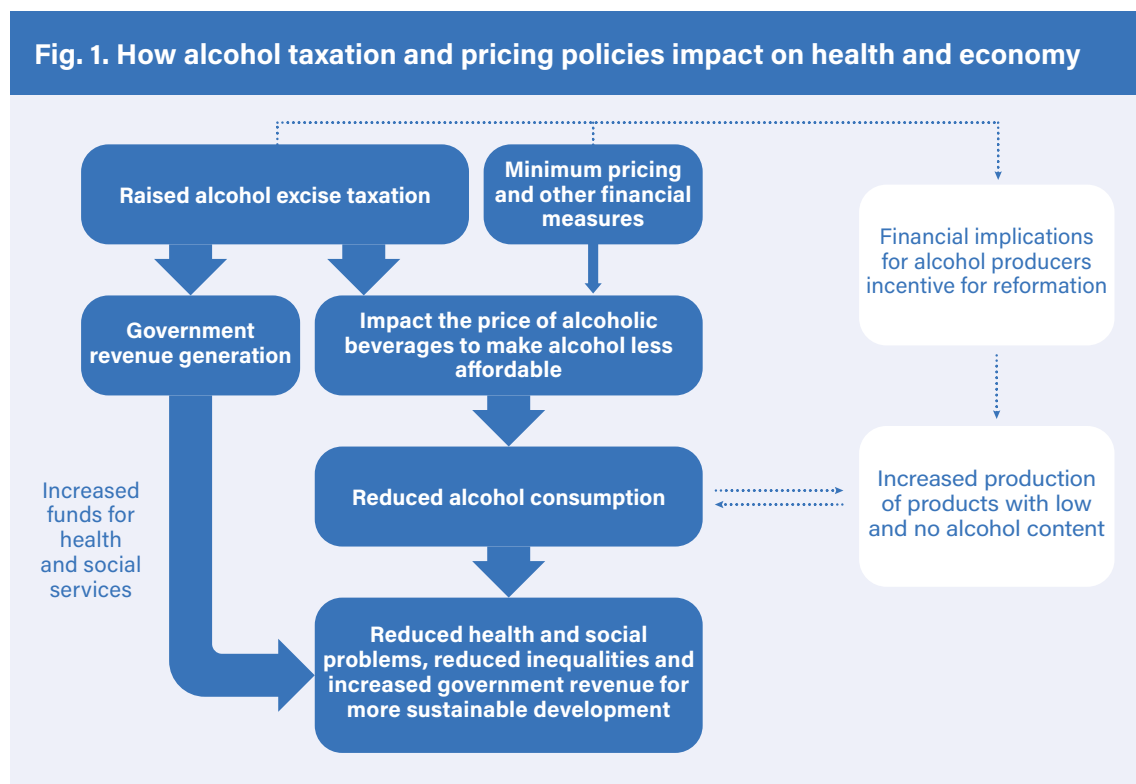 Fig. 1. How alcohol taxation and pricing policies impact on health and economy
Raised alcohol excise taxation
Minimum pricing
and other financial
measures
Financial implications
for alcohol producers
incentive for reformation
Government
revenue generation
Impact the price of alcoholic
beverages to make alcohol less
affordable
Increased
funds for
health
and social
services
Reduced alcohol consumption
Increased production
of products with low
and no alcohol content
Reduced health and social
problems, reduced inequalities and
increased government revenue for
more sustainable development